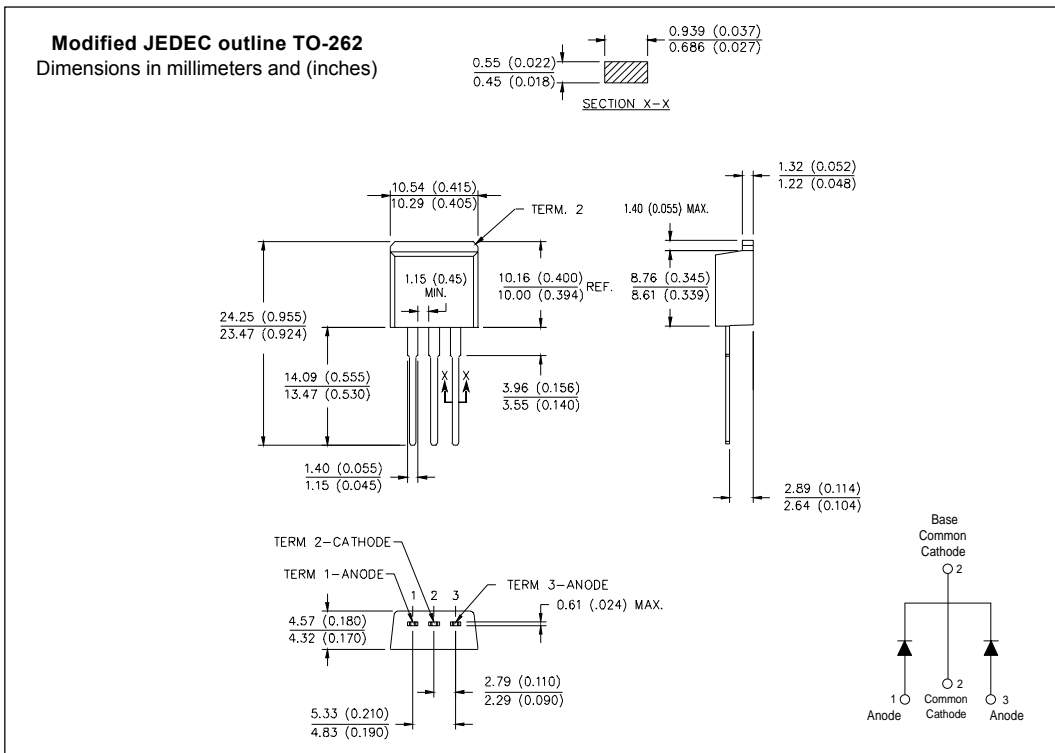 Modified JEDEC outline TO-262
Dimensions in millimeters and (inches)
0.939 (0.037)
0.686 (0.027)
0.55 (0.022)
0.45 (0.018)
SECTION X-X
1.32 (0.052)
1.22 (0.048)
10.54 (0.415)
10.29 (0.405)
TERM. 2
1.40 (0.055) MAX.
1.15 (0.45)
MIN.
10.16 (0.400)
10.00 (0.394)
REF.
8.76 (0.345)
8.61 (0.339)
24.25 (0.955)
23.47 (0.924)
14.09 (0.555)
13.47 (0.530)
X X
3.96 (0.156)
3.55 (0.140)
1.40 (0.055)
1.15 (0.045)
2.89 (0.114)
2.64 (0.104)
TERM 2-CATHODE
TERM 1-ANODE
TERM 3-ANODE
1 2 3
0.61 (.024) MAX.
4.57 (0.180)
4.32 (0.170)
2.79 (0.110)
2.29 (0.090)
5.33 (0.210)
4.83 (0.190)
Base
Common
Cathode
2
2
1
Anode
Common
Cathode
3
Anode